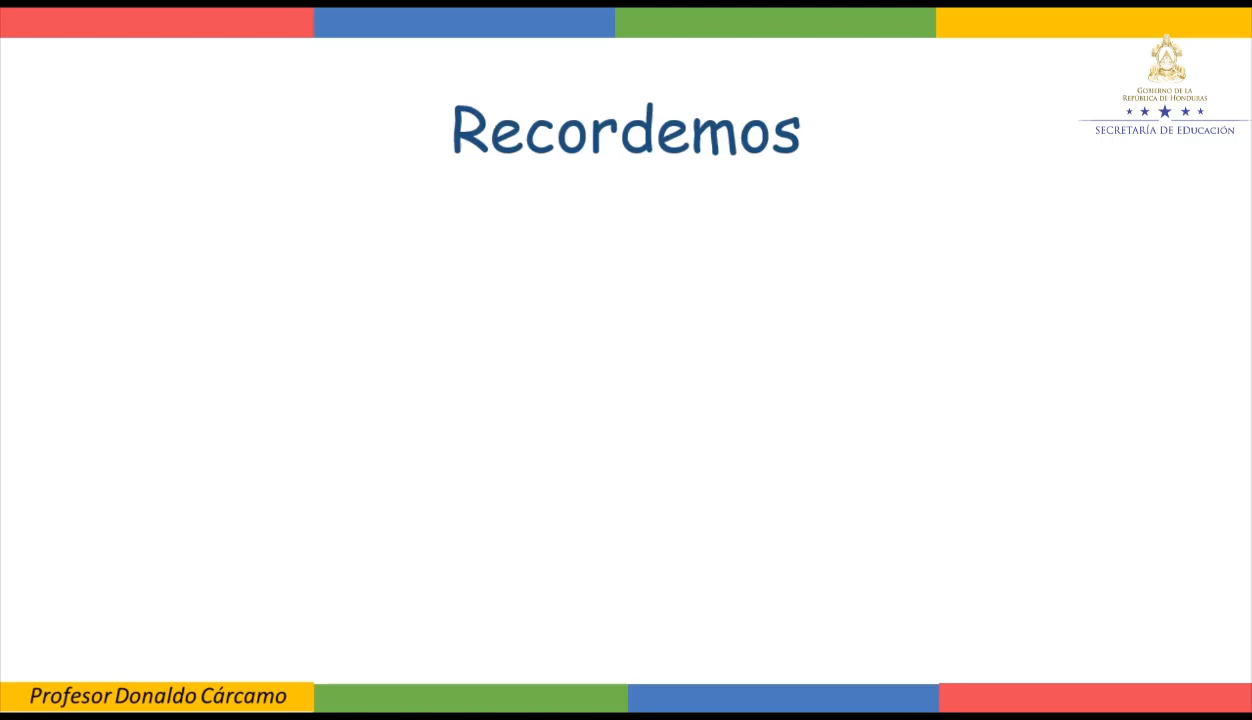 Recordemos
GOBIERNO DE LA
REPÚBLICA DE HONDURAS
SECRETARÍA DE EDUCACIÓN
Profesor Donaldo Cárcamo